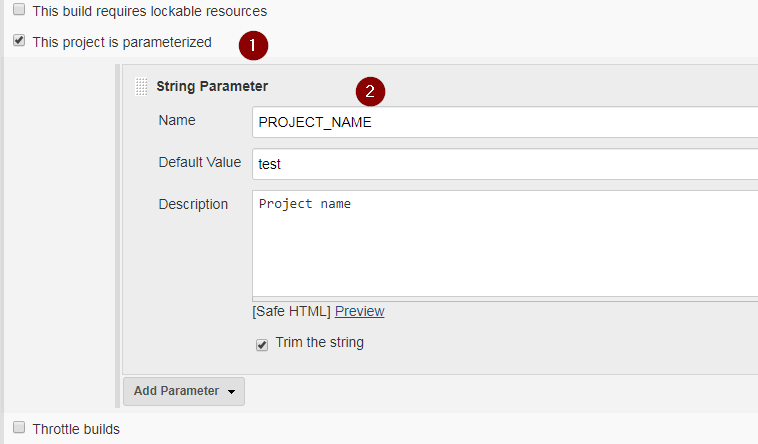 This build requires lockable resources
This project is parameterized 1
String Parameter 2
Name PROJECT_NAME
Default Value test
Description Project name
[Safe HTML] Preview
Trim the string
Add Parameter
Throttle builds